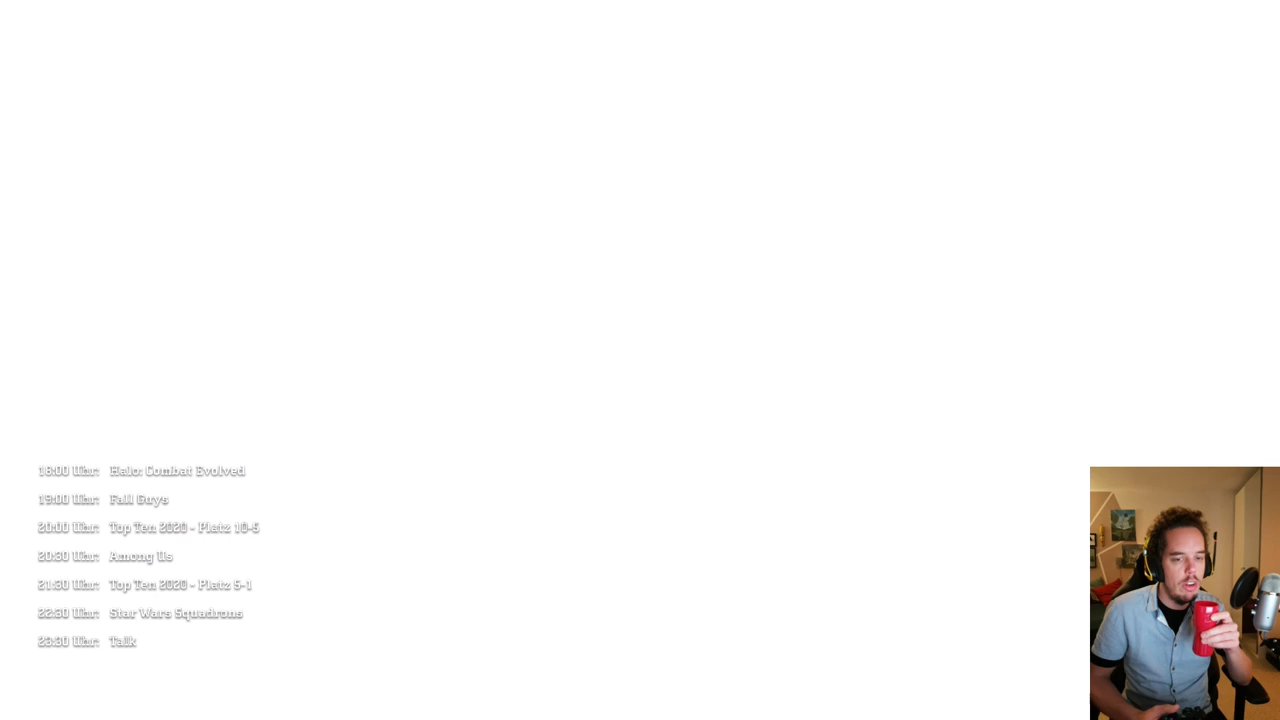 18:00 Uhr: Halo: Combat Evolved
19:00 Uhr: Fall Guys
20:00 Uhr: Top Ten 2020 - Platz 10-5
20:30 Uhr: Among Us
21:30 Uhr: Top Ten 2020 - Platz 5-1
22:30 Uhr: Star Wars Squadrons
23:30 Uhr: Talk